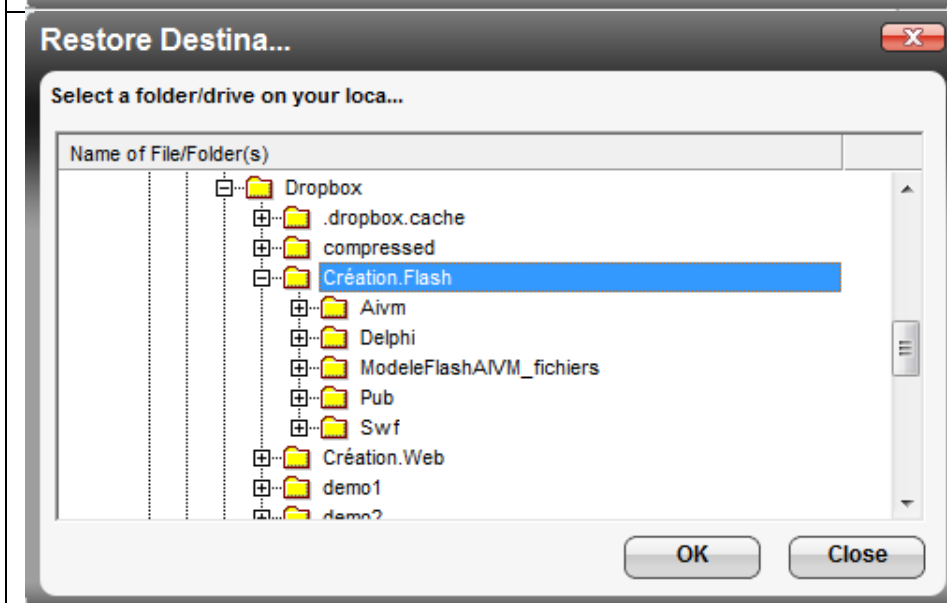 Restore Destina...
Select a folder/drive on your loca...
Name of File/Folder(s)
Dropbox
.dropbox.cache
compressed
Création.Flash
Aivm
Delphi
ModeleFlashAIVM_fichiers
Pub
Swf
Création.Web
demo1
demo2
OK Close